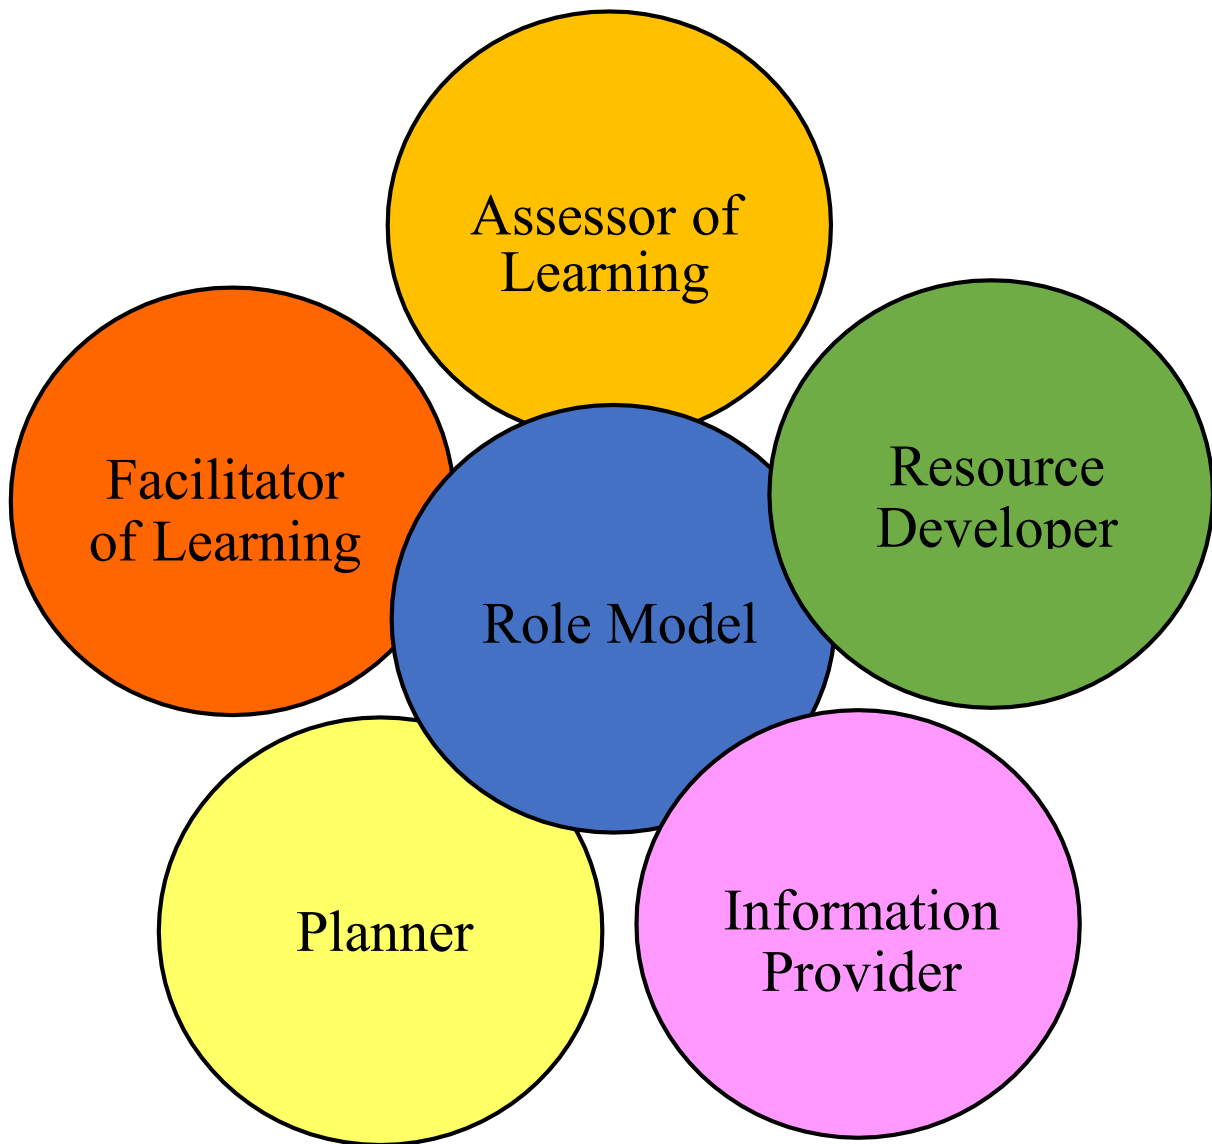 Assessor of
Learning
Facilitator
of Learning
Resource
Developer
Role Model
Planner
Information
Provider